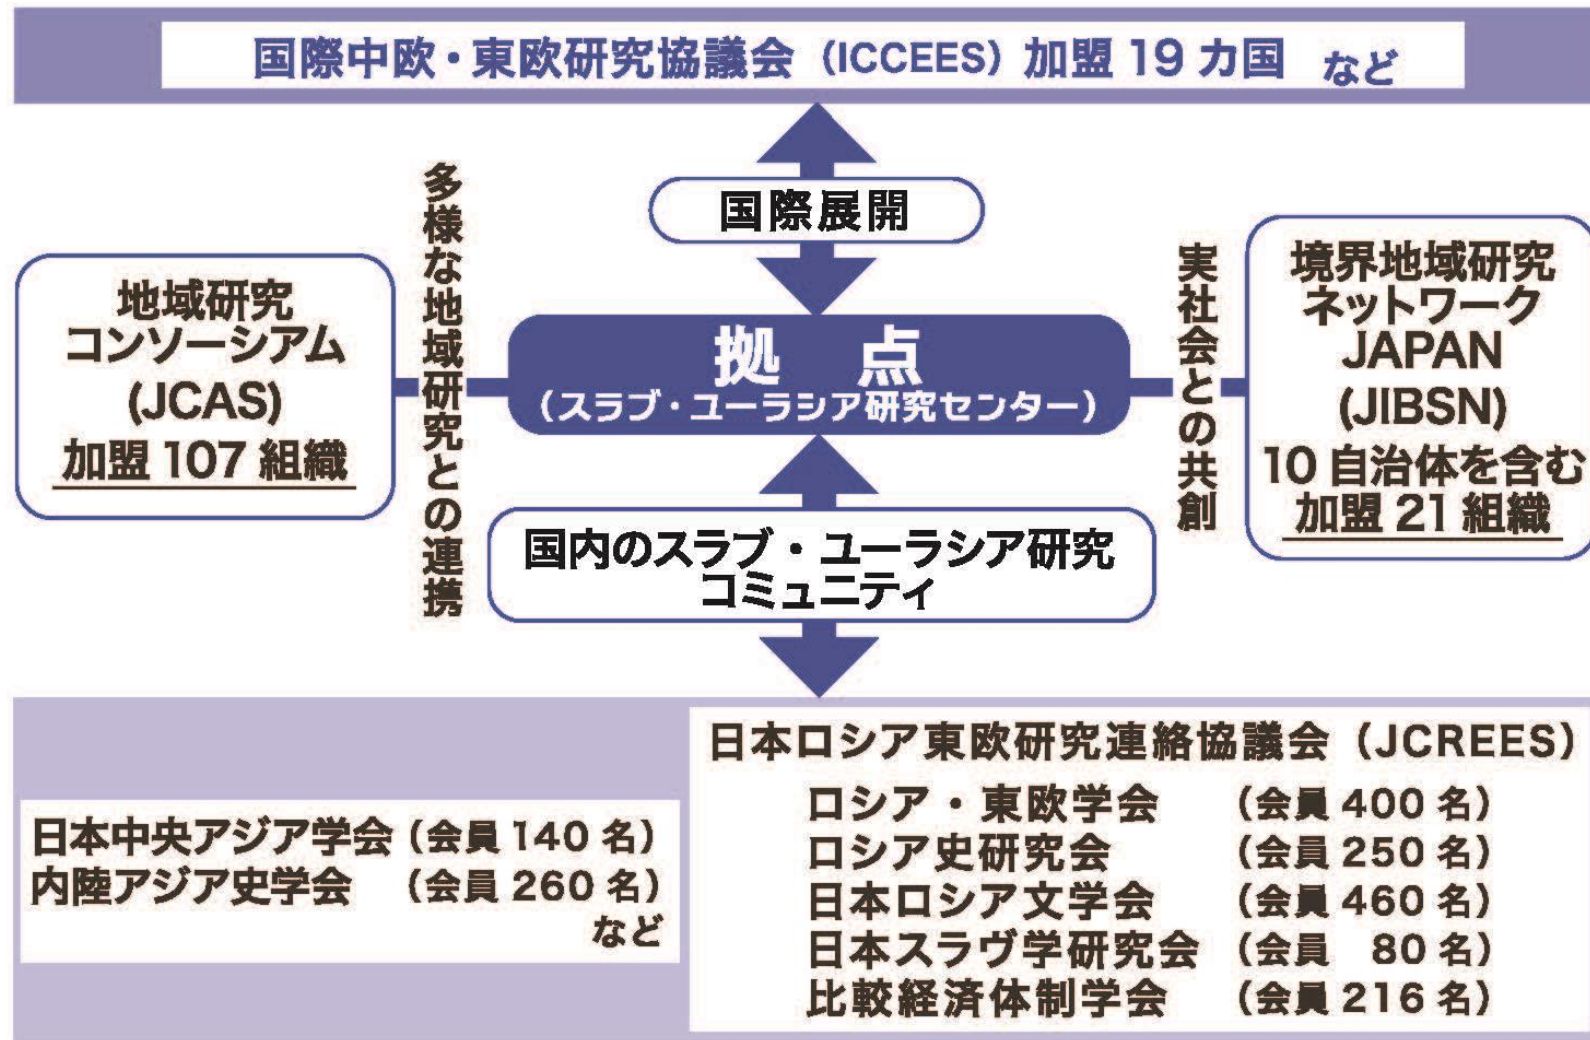 国際中欧・東欧研究協議会（ICCEES）加盟 19 カ国 など
国際展開
多様な地域研究との連携
地域研究
コンソーシアム
(JCAS)
加盟 107 組織
拠 点
（スラブ・ユーラシア研究センター）
実社会との共創
境界地域研究
ネットワーク
JAPAN
(JIBSN)
10 自治体を含む
加盟 21 組織
国内のスラブ・ユーラシア研究
コミュニティ
日本中央アジア学会（会員 140 名）
内陸アジア史学会 （会員 260 名）
など
日本ロシア東欧研究連絡協議会（JCREES）
ロシア・東欧学会 （会員 400 名）
ロシア史研究会 （会員 250 名）
日本ロシア文学会 （会員 460 名）
日本スラヴ学研究会 （会員 80 名）
比較経済体制学会 （会員 216 名）